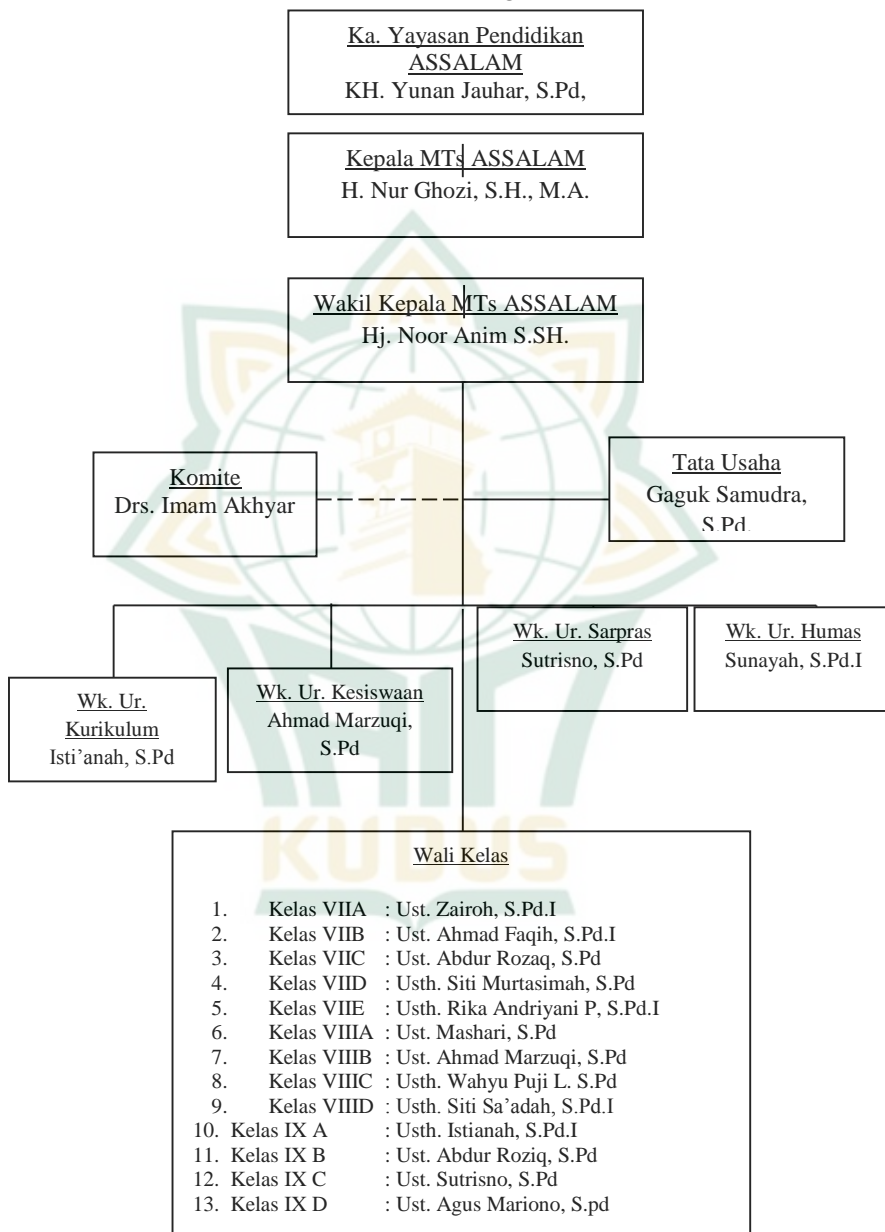 Ka. Yayasan Pendidikan
ASSALAM
KH. Yunan Jauhar, S.Pd,
Kepala MTs ASSALAM
H. Nur Ghozi, S.H., M.A.
Wakil Kepala MTs ASSALAM
Hj. Noor Anim S.SH.
Komite
Drs. Imam Akhyar
Tata Usaha
Gaguk Samudra,
S.Pd.
Wk. Ur.
Kurikulum
Isti’anah, S.Pd
Wk. Ur. Kesiswaan
Ahmad Marzuqi,
S.Pd
Wk. Ur. Sarpras
Sutrisno, S.Pd
Wk. Ur. Humas
Sunayah, S.Pd.I
KUDUS
Wali Kelas
1. Kelas VIIA : Ust. Zairoh, S.Pd.I
2. Kelas VIIB : Ust. Ahmad Faqih, S.Pd.I
3. Kelas VIIC : Ust. Abdur Rozaq, S.Pd
4. Kelas VIID : Usth. Siti Murtasimah, S.Pd
5. Kelas VIIE : Usth. Rika Andriyani P, S.Pd.I
6. Kelas VIIIA : Ust. Mashari, S.Pd
7. Kelas VIIIB : Ust. Ahmad Marzuqi, S.Pd
8. Kelas VIIIC : Usth. Wahyu Puji L. S.Pd
9. Kelas VIIID : Usth. Siti Sa’adah, S.Pd.I
10. Kelas IX A : Usth. Istianah, S.Pd.I
11. Kelas IX B : Ust. Abdur Roziq, S.Pd
12. Kelas IX C : Ust. Sutrisno, S.Pd
13. Kelas IX D : Ust. Agus Mariono, S.pd